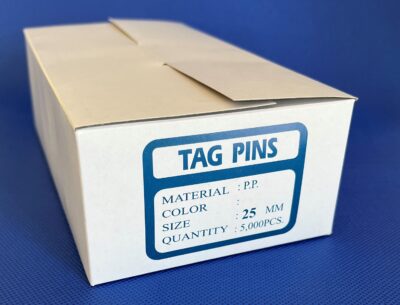 TAG PINS
MATERIAL : P.P.
COLOR :
SIZE : 25 MM
QUANTITY : 5,000PCS.